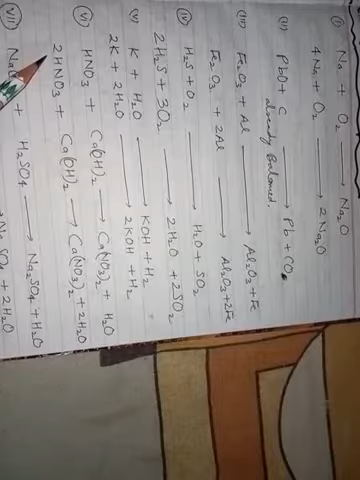 (i) Na + O₂ → Na₂O
4Na + O₂ → 2Na₂O
(ii) PbO + C → Pb + CO
already balanced.
(iii) Fe₂O₃ + Al → Al₂O₃ + Fe
Fe₂O₃ + 2Al → Al₂O₃ + 2Fe
(iv) H₂S + O₂ → H₂O + SO₂
2H₂S + 3O₂ → 2H₂O + 2SO₂
(v) K + H₂O → KOH + H₂
2K + 2H₂O → 2KOH + H₂
(vi) HNO₃ + Ca(OH)₂ → Ca(NO₃)₂ + H₂O
2HNO₃ + Ca(OH)₂ → Ca(NO₃)₂ + 2H₂O
(vii) + H₂SO₄ → Na₂SO₄ + H₂O
+ 2H₂O